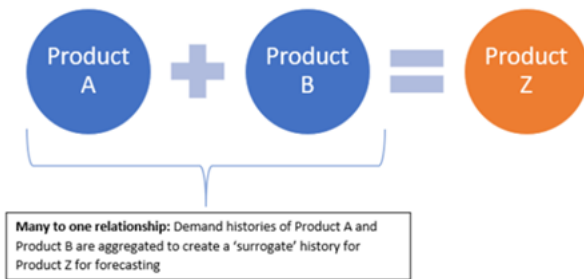 Product
A
Product
B
Product
Z
Many to one relationship: Demand histories of Product A and
Product B are aggregated to create a 'surrogate' history for
Product Z for forecasting